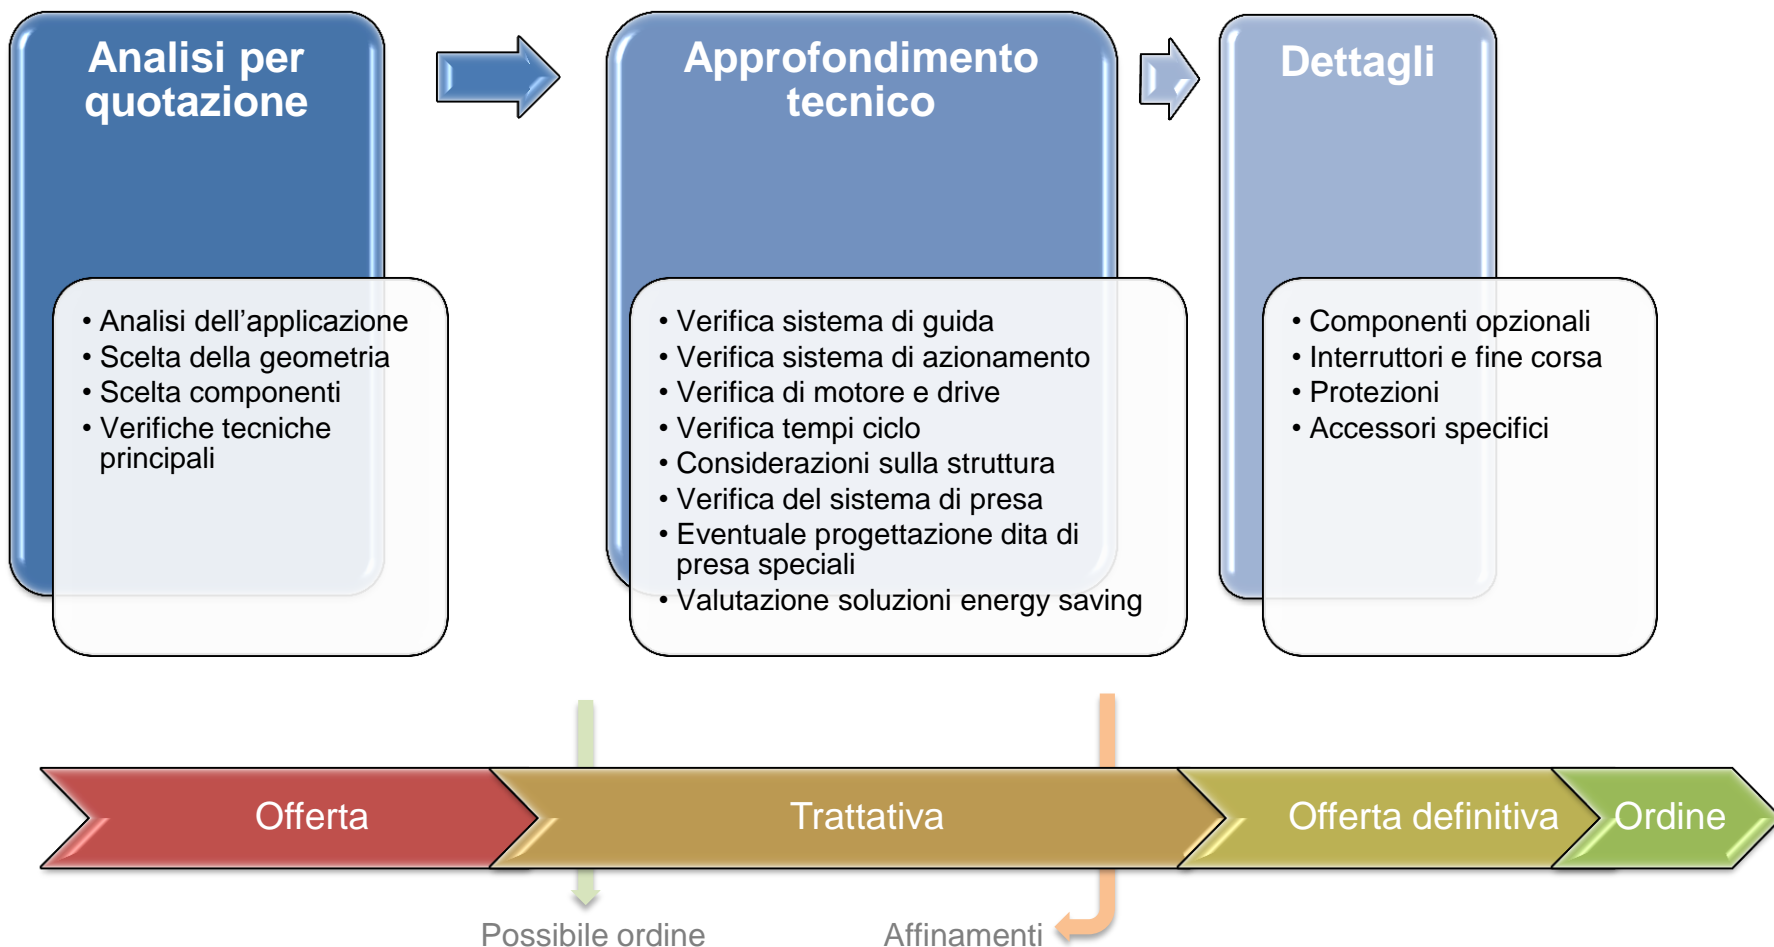 Analisi per
quotazione
• Analisi dell’applicazione
• Scelta della geometria
• Scelta componenti
• Verifiche tecniche
principali
Approfondimento
tecnico
• Verifica sistema di guida
• Verifica sistema di azionamento
• Verifica di motore e drive
• Verifica tempi ciclo
• Considerazioni sulla struttura
• Verifica del sistema di presa
• Eventuale progettazione dita di
presa speciali
• Valutazione soluzioni energy saving
Dettagli
• Componenti opzionali
• Interruttori e fine corsa
• Protezioni
• Accessori specifici
Offerta
Trattativa
Offerta definitiva
Ordine
Possibile ordine
Affinamenti